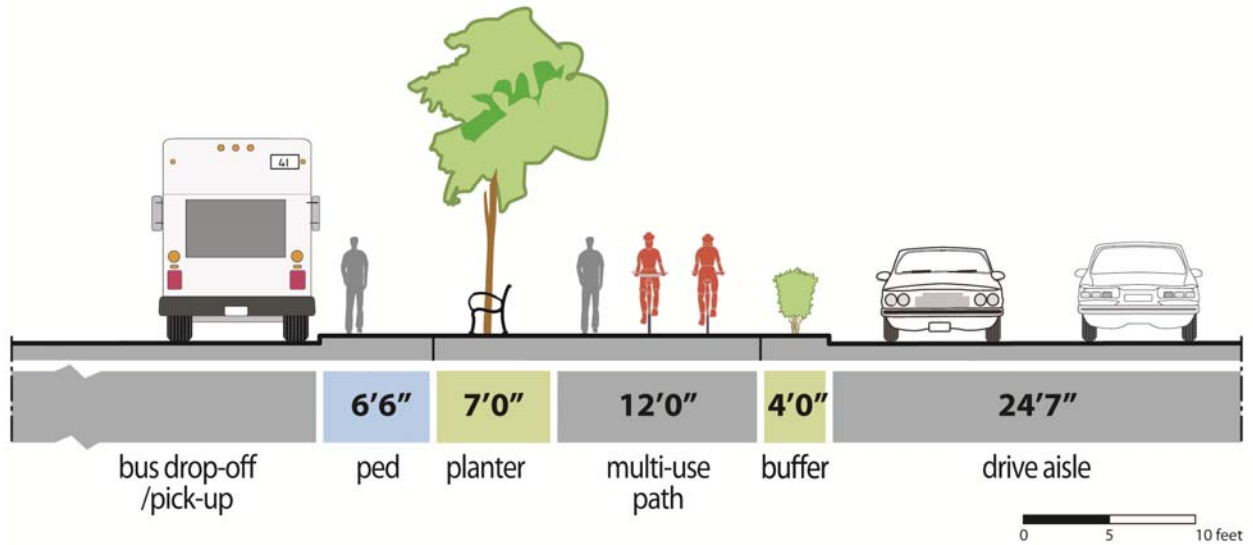 41
6'6”
7'0”
12'0”
4'0”
24'7”
bus drop-off
/pick-up
ped
planter
multi-use
path
buffer
drive aisle
0 5 10 feet